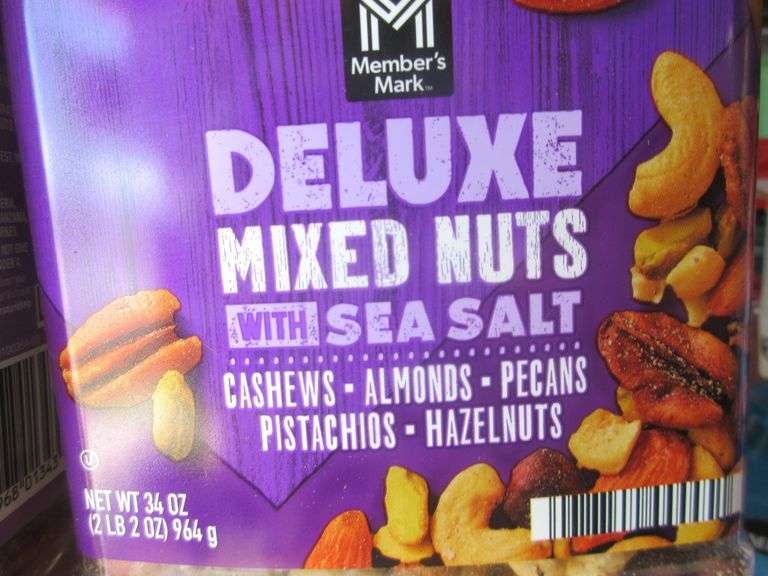 Member's
Mark™
DELUXE
MIXED NUTS
WITH SEA SALT
CASHEWS - ALMONDS - PECANS
PISTACHIOS - HAZELNUTS
U
NET WT 34 OZ
(2 LB 2 OZ) 964 g